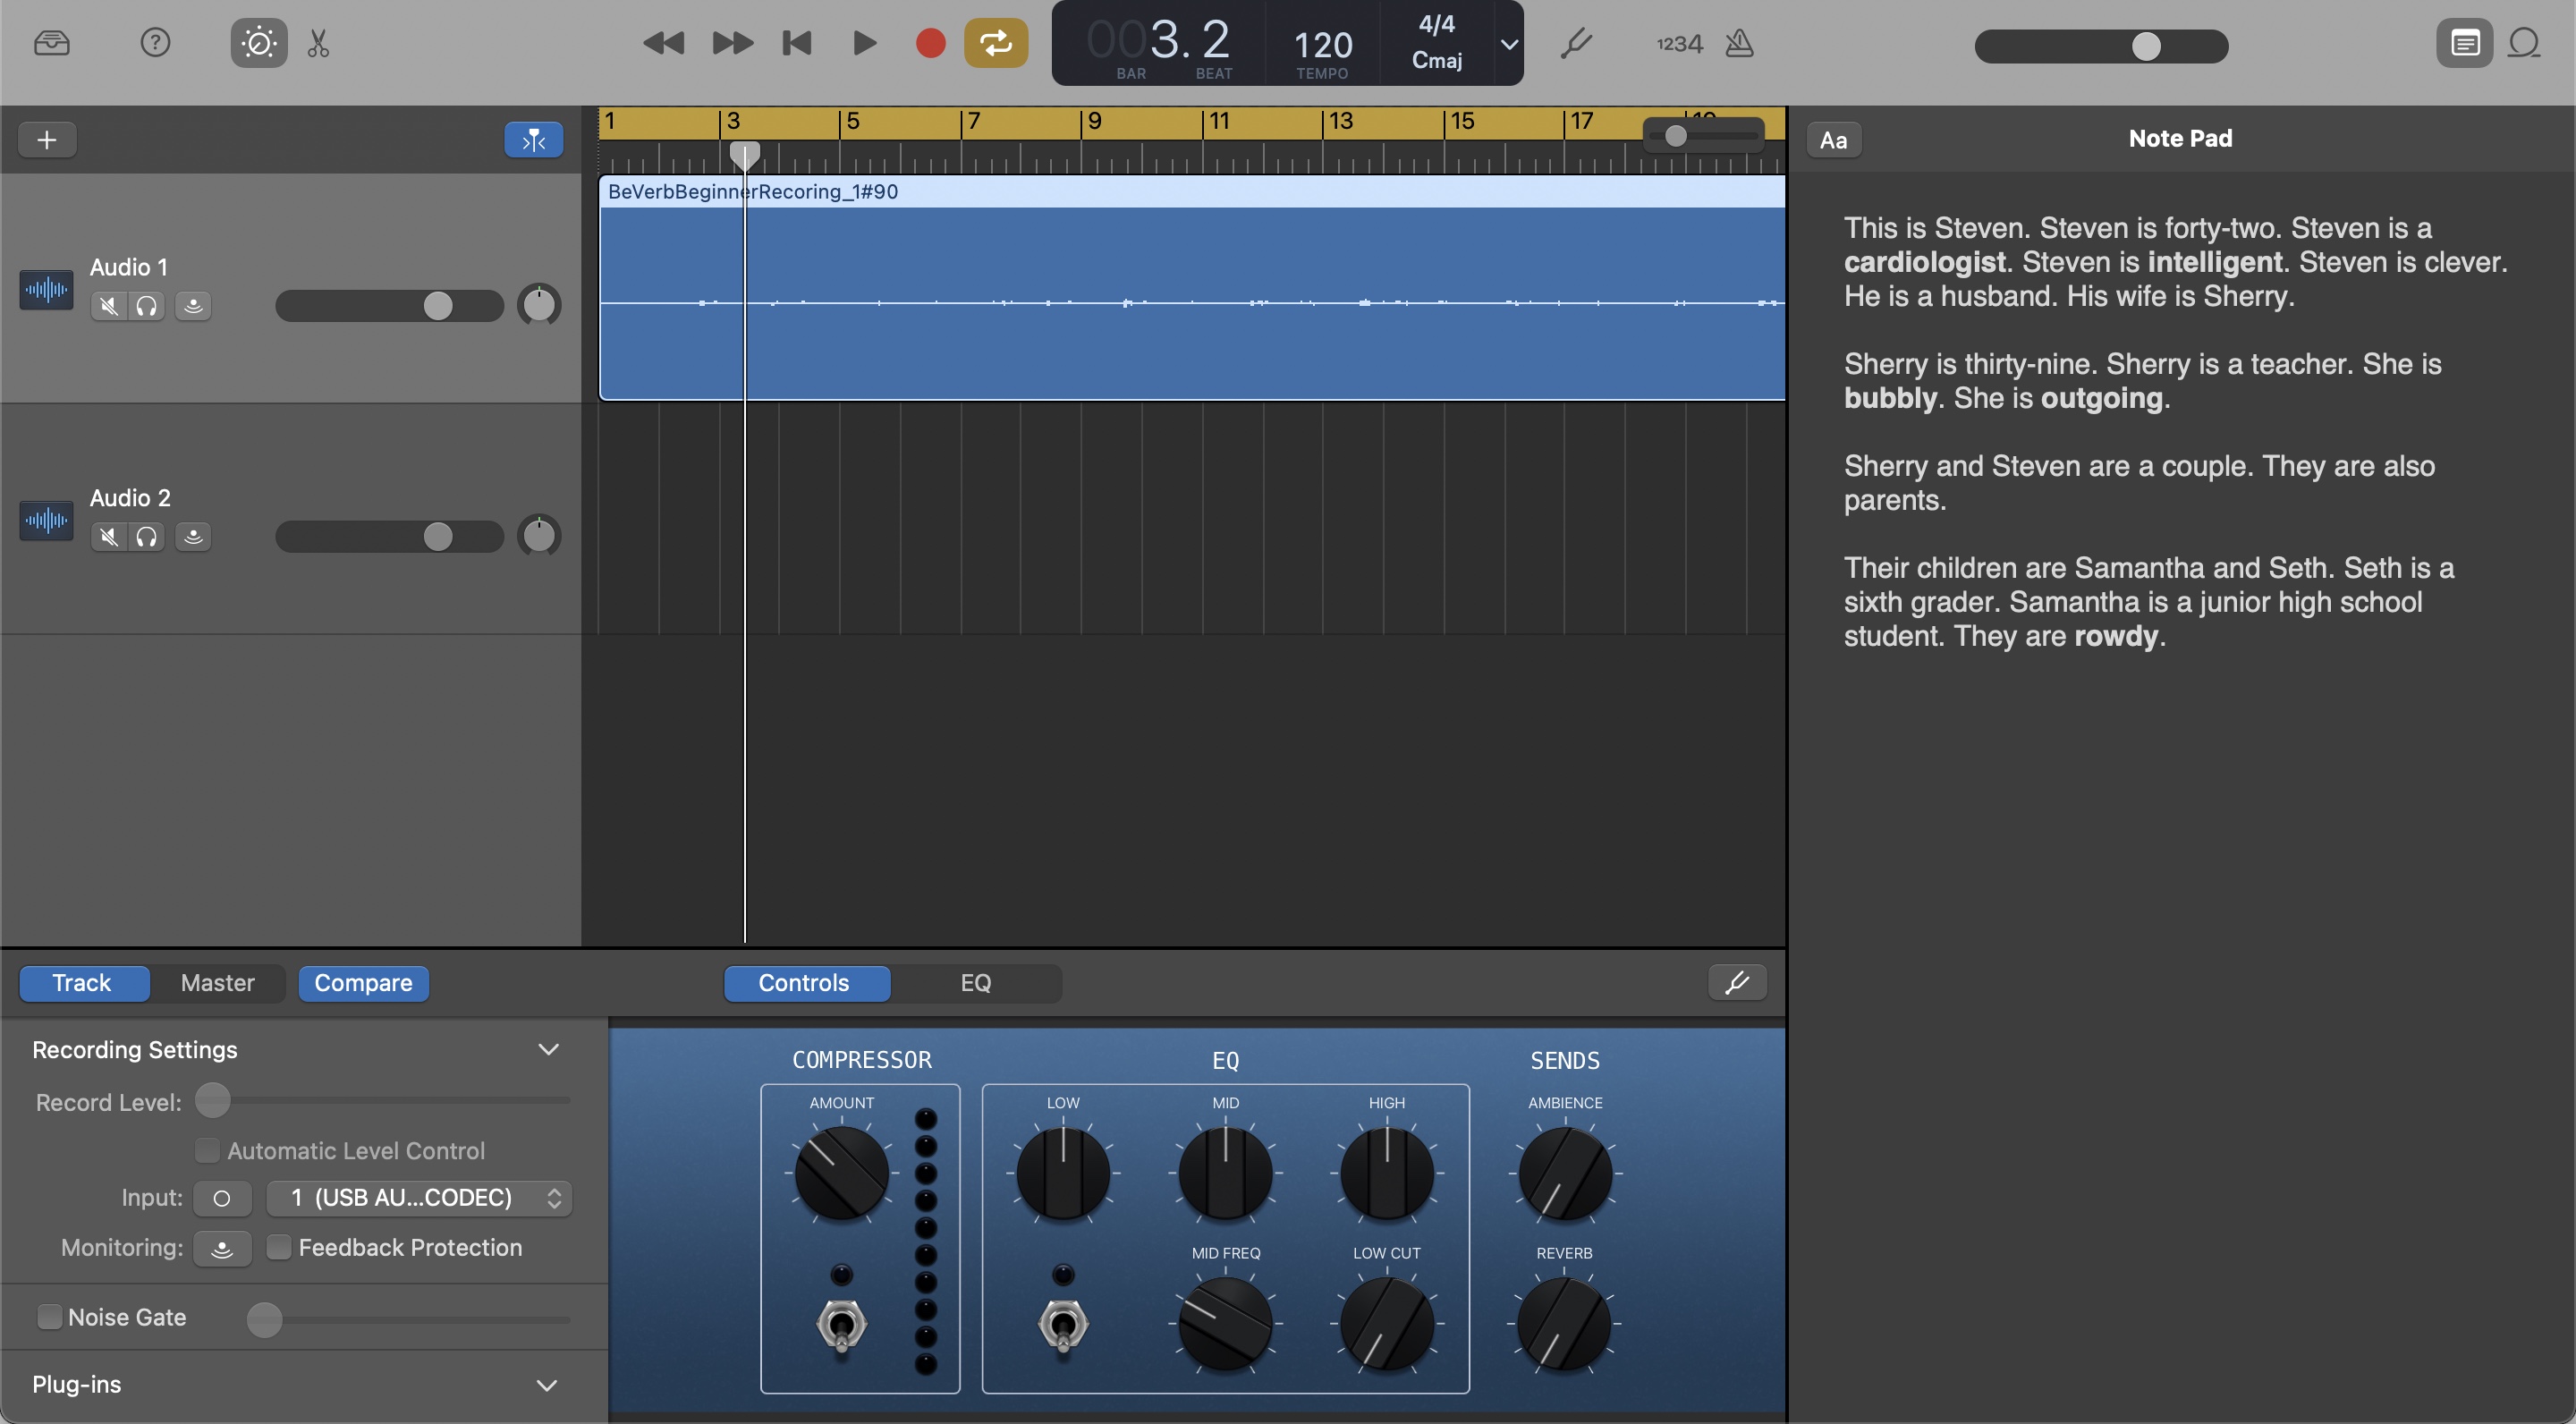 003. 2
BAR
BEAT
120
TEMPO
4/4
Cmaj
1234
1
3
5
7
9
11
13
15
17
BeVerbBeginnerRecoring_1#90
Audio 1
Audio 2
Aa
Note Pad
This is Steven. Steven is forty-two. Steven is a
cardiologist. Steven is intelligent. Steven is clever.
He is a husband. His wife is Sherry.
Sherry is thirty-nine. Sherry is a teacher. She is
bubbly. She is outgoing.
Sherry and Steven are a couple. They are also
parents.
Their children are Samantha and Seth. Seth is a
sixth grader. Samantha is a junior high school
student. They are rowdy.
Track
Master
Compare
Controls
EQ
Recording Settings
Record Level:
Automatic Level Control
Input:
1 (USB AU...CODEC)
Monitoring:
Feedback Protection
Noise Gate
Plug-ins
COMPRESSOR
AMOUNT
EQ
LOW
MID
HIGH
MID FREQ
LOW CUT
SENDS
AMBIENCE
REVERB